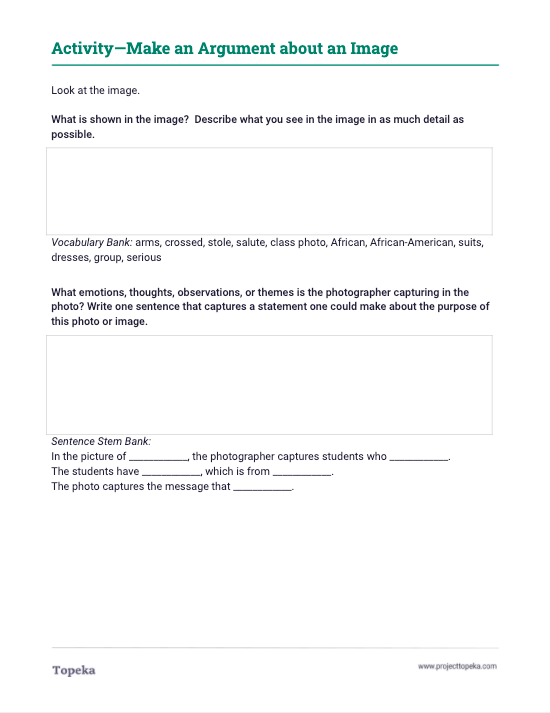 Activity—Make an Argument about an Image
Look at the image.
What is shown in the image?  Describe what you see in the image in as much detail as
possible.
Vocabulary Bank: arms, crossed, stole, salute, class photo, African, African-American, suits,
dresses, group, serious
What emotions, thoughts, observations, or themes is the photographer capturing in the
photo? Write one sentence that captures a statement one could make about the purpose of
this photo or image.
Sentence Stem Bank:
In the picture of ____________, the photographer captures students who ____________.
The students have ____________, which is from ____________.
The photo captures the message that ____________.
Topeka
www.projecttopeka.com